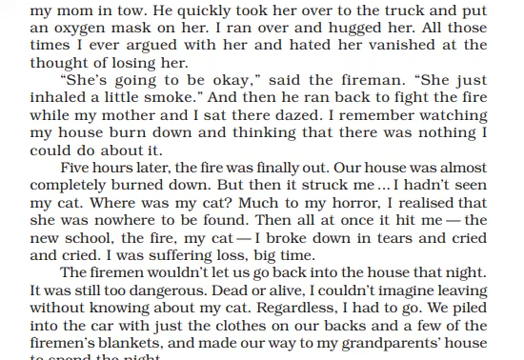 my mom in tow. He quickly took her over to the truck and put
an oxygen mask on her. I ran over and hugged her. All those
times I ever argued with her and hated her vanished at the
thought of losing her.
“She's going to be okay,” said the fireman. “She just
inhaled a little smoke.” And then he ran back to fight the fire
while my mother and I sat there dazed. I remember watching
my house burn down and thinking that there was nothing I
could do about it.
Five hours later, the fire was finally out. Our house was almost
completely burned down. But then it struck me ... I hadn't seen
my cat. Where was my cat? Much to my horror, I realised that
she was nowhere to be found. Then all at once it hit me — the
new school, the fire, my cat — I broke down in tears and cried
and cried. I was suffering loss, big time.
The firemen wouldn't let us go back into the house that night.
It was still too dangerous. Dead or alive, I couldn't imagine leaving
without knowing about my cat. Regardless, I had to go. We piled
into the car with just the clothes on our backs and a few of the
firemen's blankets, and made our way to my grandparents' house
to spend the night.